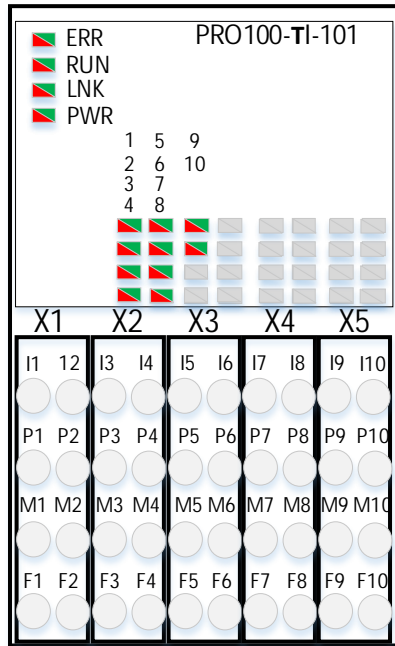 ERR PRO100-TI-101
RUN
LNK
PWR
1 5 9
2 6 10
3 7
4 8
X1 X2 X3 X4 X5
I1 12 I3 I4 I5 I6 I7 I8 I9 I10
P1 P2 P3 P4 P5 P6 P7 P8 P9 P10
M1 M2 M3 M4 M5 M6 M7 M8 M9 M10
F1 F2 F3 F4 F5 F6 F7 F8 F9 F10